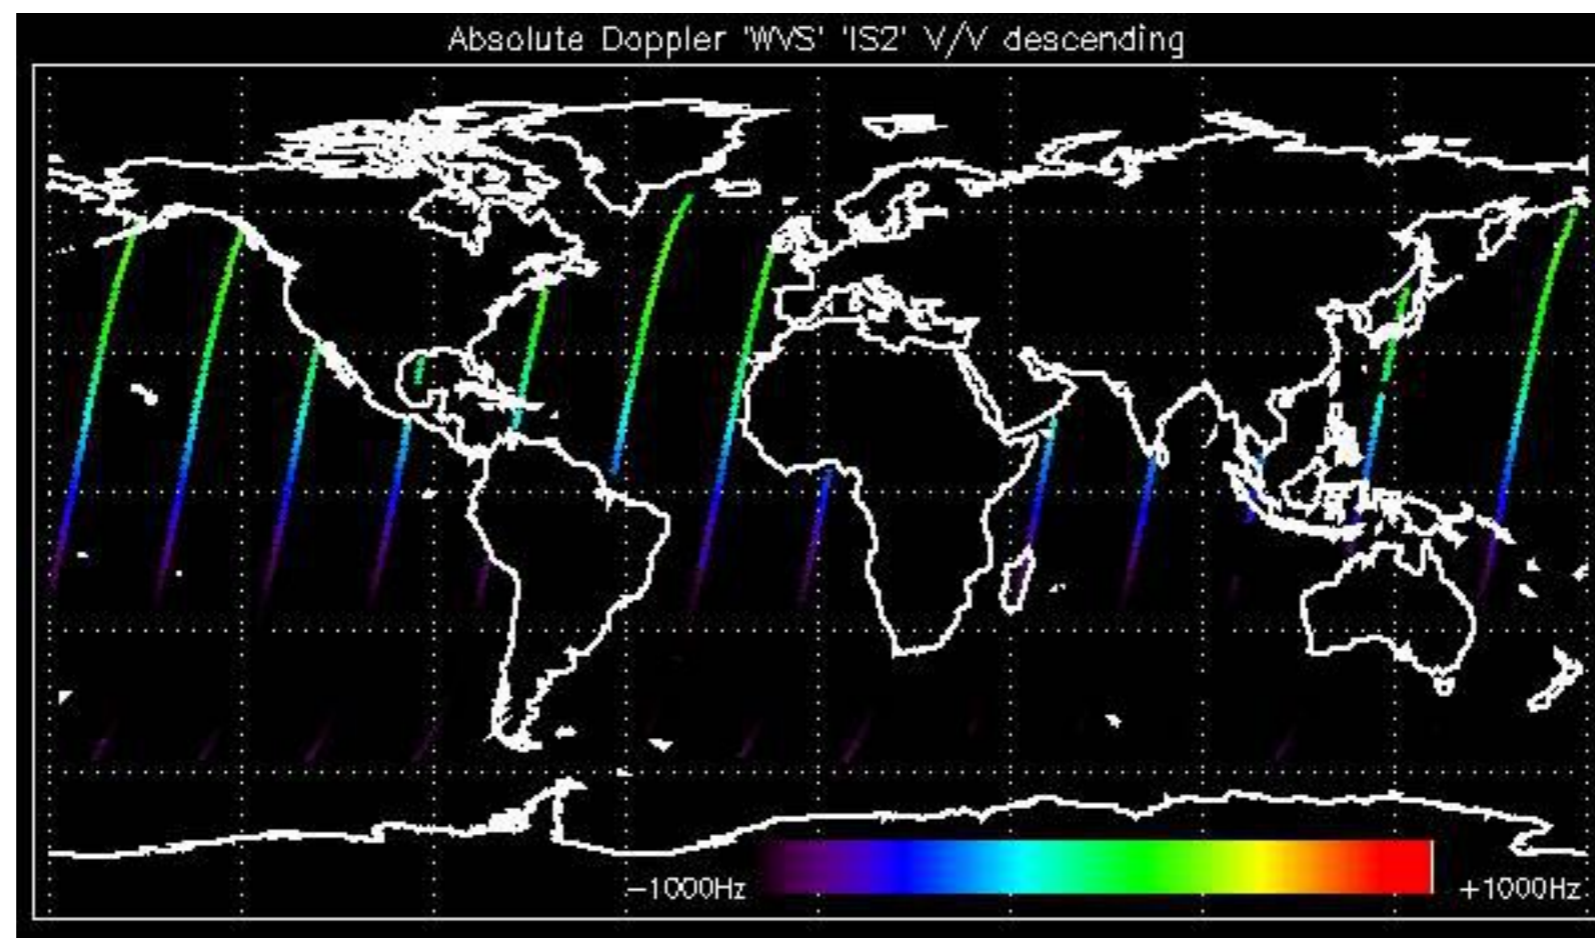 Absolute Doppler 'WVS' 'IS2' V/V descending
−1000Hz +1000Hz